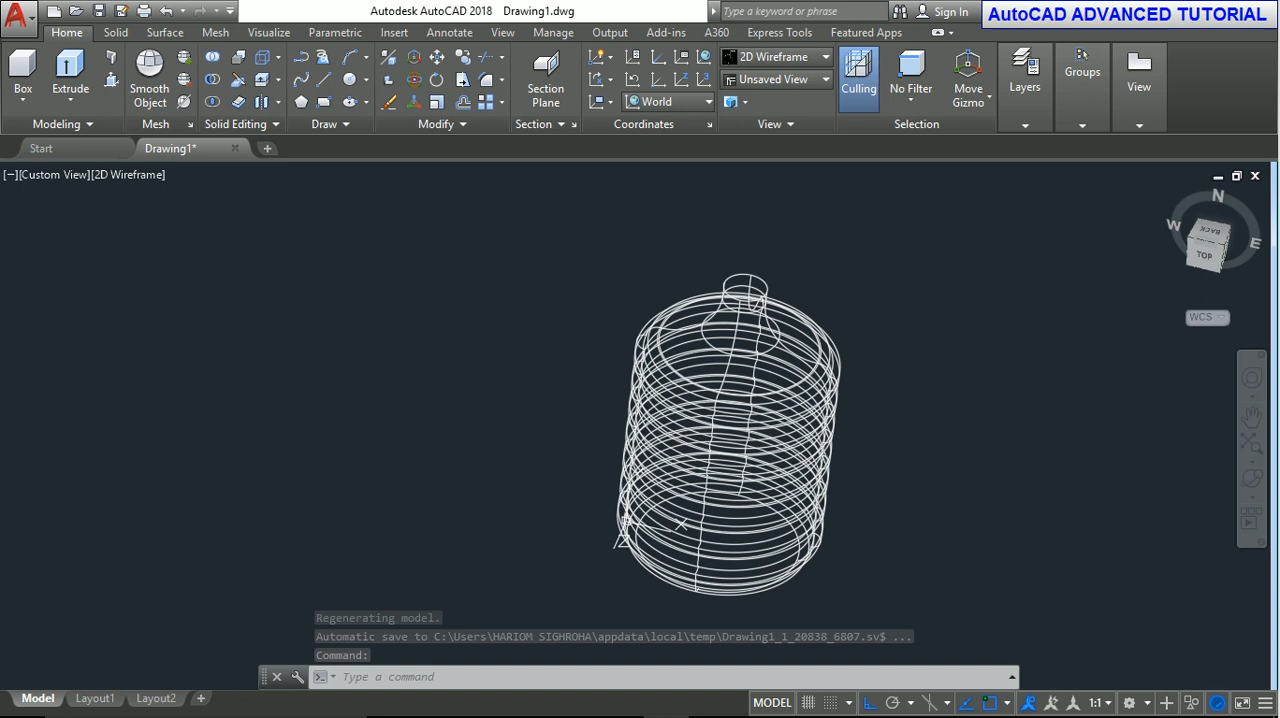 Autodesk AutoCAD 2018 Drawing1.dwg
Type a keyword or phrase
Sign In
AutoCAD ADVANCED TUTORIAL
Home Solid Surface Mesh Visualize Parametric Insert Annotate View Manage Output Add-ins A360 Express Tools Featured Apps
Box Extrude Smooth Object Section Plane
2D Wireframe
Unsaved View
World
Culling No Filter Move Gizmo Layers Groups View
Modeling Mesh Solid Editing Draw Modify Section Coordinates View Selection
Start Drawing1*
[−][Custom View][2D Wireframe]
N
W
E
BACK
TOP
WCS
X
Regenerating model.
Automatic save to C:\Users\HARIOM SIGHROHA\appdata\local\temp\Drawing1_1_20838_6807.sv$ ...
Command:
Type a command
Model Layout1 Layout2 +
MODEL 1:1